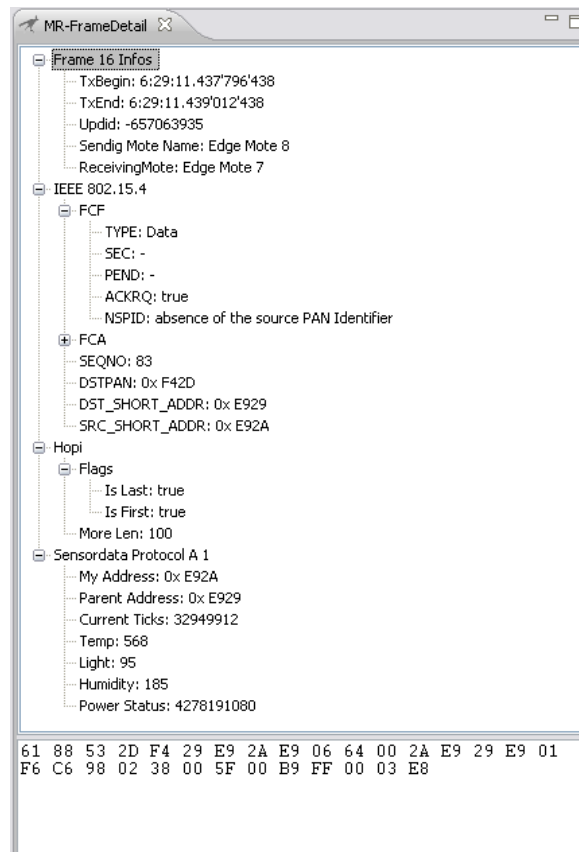 MR-FrameDetail
Frame 16 Infos
TxBegin: 6:29:11.437'796'438
TxEnd: 6:29:11.439'012'438
Updid: -657063935
Sendig Mote Name: Edge Mote 8
ReceivingMote: Edge Mote 7
IEEE 802.15.4
FCF
TYPE: Data
SEC: -
PEND: -
ACKRQ: true
NSPID: absence of the source PAN Identifier
FCA
SEQNO: 83
DSTPAN: 0x F42D
DST_SHORT_ADDR: 0x E929
SRC_SHORT_ADDR: 0x E92A
Hopi
Flags
Is Last: true
Is First: true
More Len: 100
Sensordata Protocol A 1
My Address: 0x E92A
Parent Address: 0x E929
Current Ticks: 32949912
Temp: 568
Light: 95
Humidity: 185
Power Status: 4278191080
61 88 53 2D F4 29 E9 2A E9 06 64 00 2A E9 29 E9 01
F6 C6 98 02 38 00 5F 00 B9 FF 00 03 E8